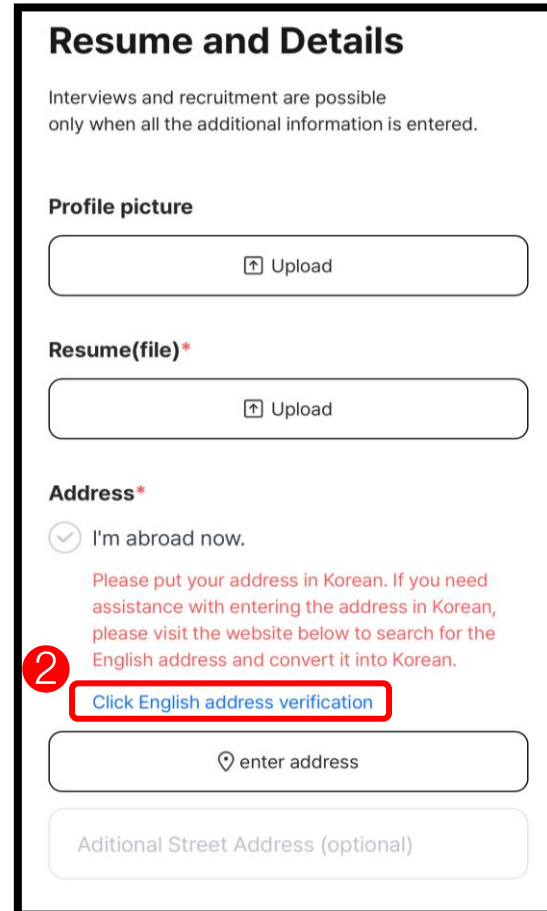 Resume and Details
Interviews and recruitment are possible
only when all the additional information is entered.
Profile picture
Upload
Resume(file)*
Upload
Address*
I'm abroad now.
Please put your address in Korean. If you need
assistance with entering the address in Korean,
please visit the website below to search for the
English address and convert it into Korean.
2
Click English address verification
enter address
Aditional Street Address (optional)